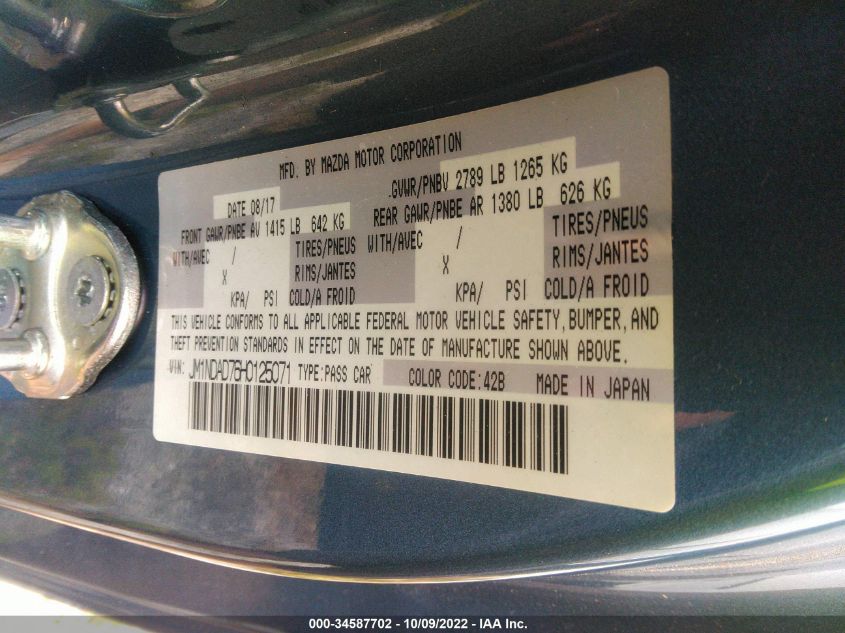 MFD. BY MAZDA MOTOR CORPORATION
DATE 08/17 GVWR/PNBV 2789 LB 1265 KG
FRONT GAWR/PNBE AV 1415 LB 642 KG REAR GAWR/PNBE AR 1380 LB 626 KG
WITH/AVEC / TIRES/PNEUS WITH/AVEC / TIRES/PNEUS
X RIMS/JANTES X RIMS/JANTES
KPA/ PSI COLD/A FROID KPA/ PSI COLD/A FROID
THIS VEHICLE CONFORMS TO ALL APPLICABLE FEDERAL MOTOR VEHICLE SAFETY, BUMPER, AND
THEFT PREVENTION STANDARDS IN EFFECT ON THE DATE OF MANUFACTURE SHOWN ABOVE.
VIN: JM1NDAD76H0125071 TYPE:PASS CAR COLOR CODE:42B MADE IN JAPAN
000-34587702 - 10/09/2022 - IAA Inc.